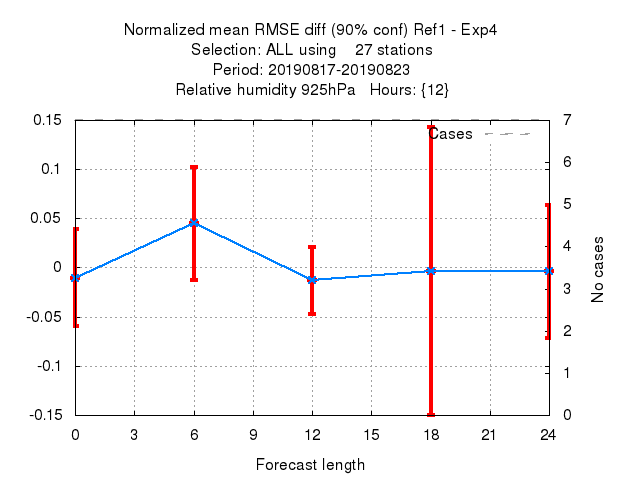 Normalized mean RMSE diff (90% conf) Ref1 - Exp4
Selection: ALL using    27 stations
Period: 20190817-20190823
Relative humidity 925hPa   Hours: {12}
Cases
0.15
0.1
0.05
0
-0.05
-0.1
-0.15
7
6
5
4
3
2
1
0
No cases
0 3 6 9 12 15 18 21 24
Forecast length